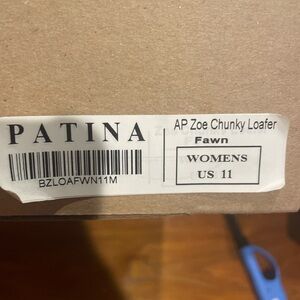 PATINA
BZLOAFWN11M
AP Zoe Chunky Loafer
Fawn
WOMENS
US 11